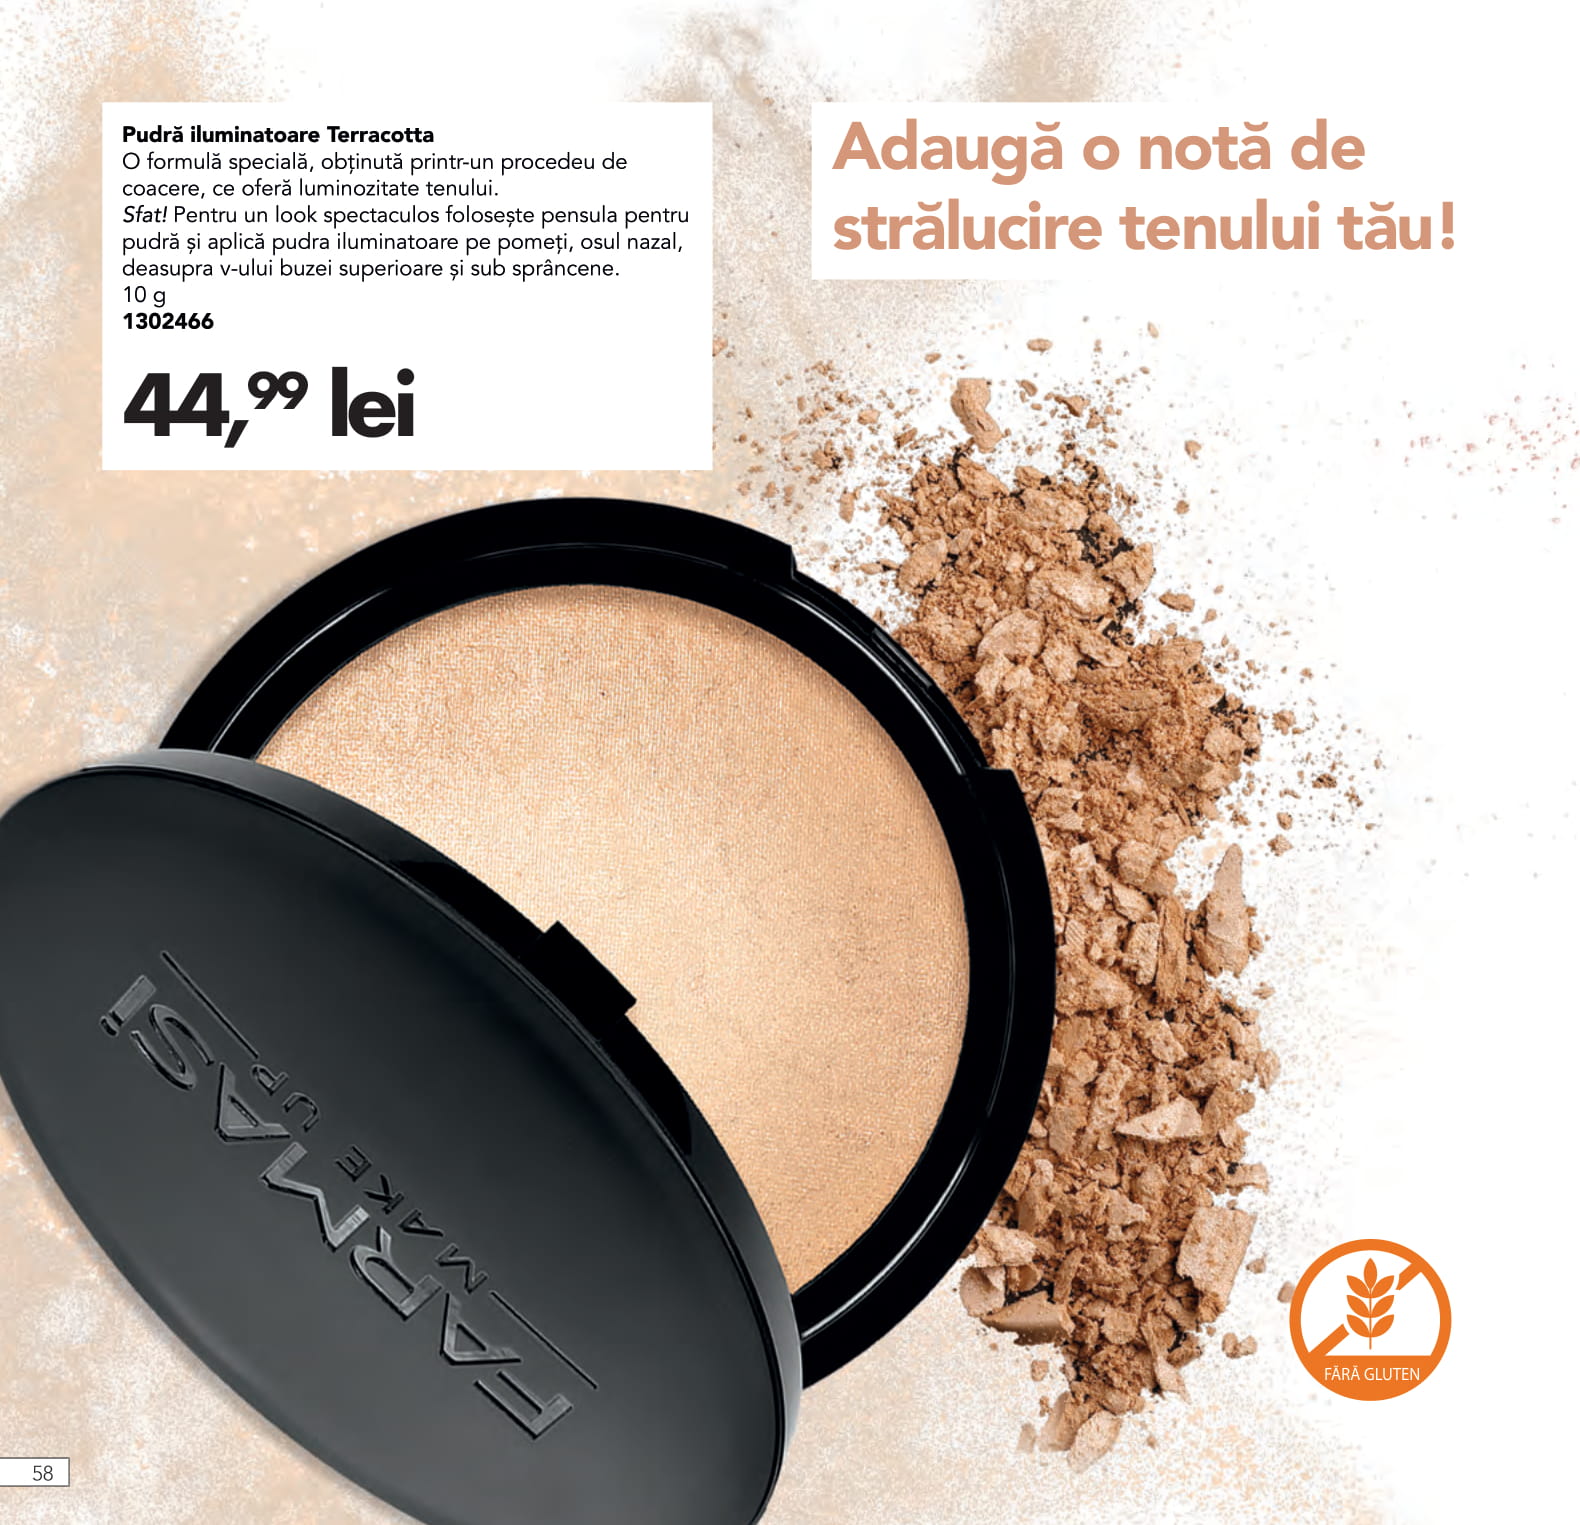 Pudră iluminatoare Terracotta
O formulă specială, obținută printr-un procedeu de
coacere, ce oferă luminozitate tenului.
Sfat! Pentru un look spectaculos folosește pensula pentru
pudră și aplică pudra iluminatoare pe pomeți, osul nazal,
deasupra v-ului buzei superioare și sub sprâncene.
10 g
1302466
44,99 lei
Adaugă o notă de
strălucire tenului tău!
FARMASI
MAKE UP
FĂRĂ GLUTEN
58